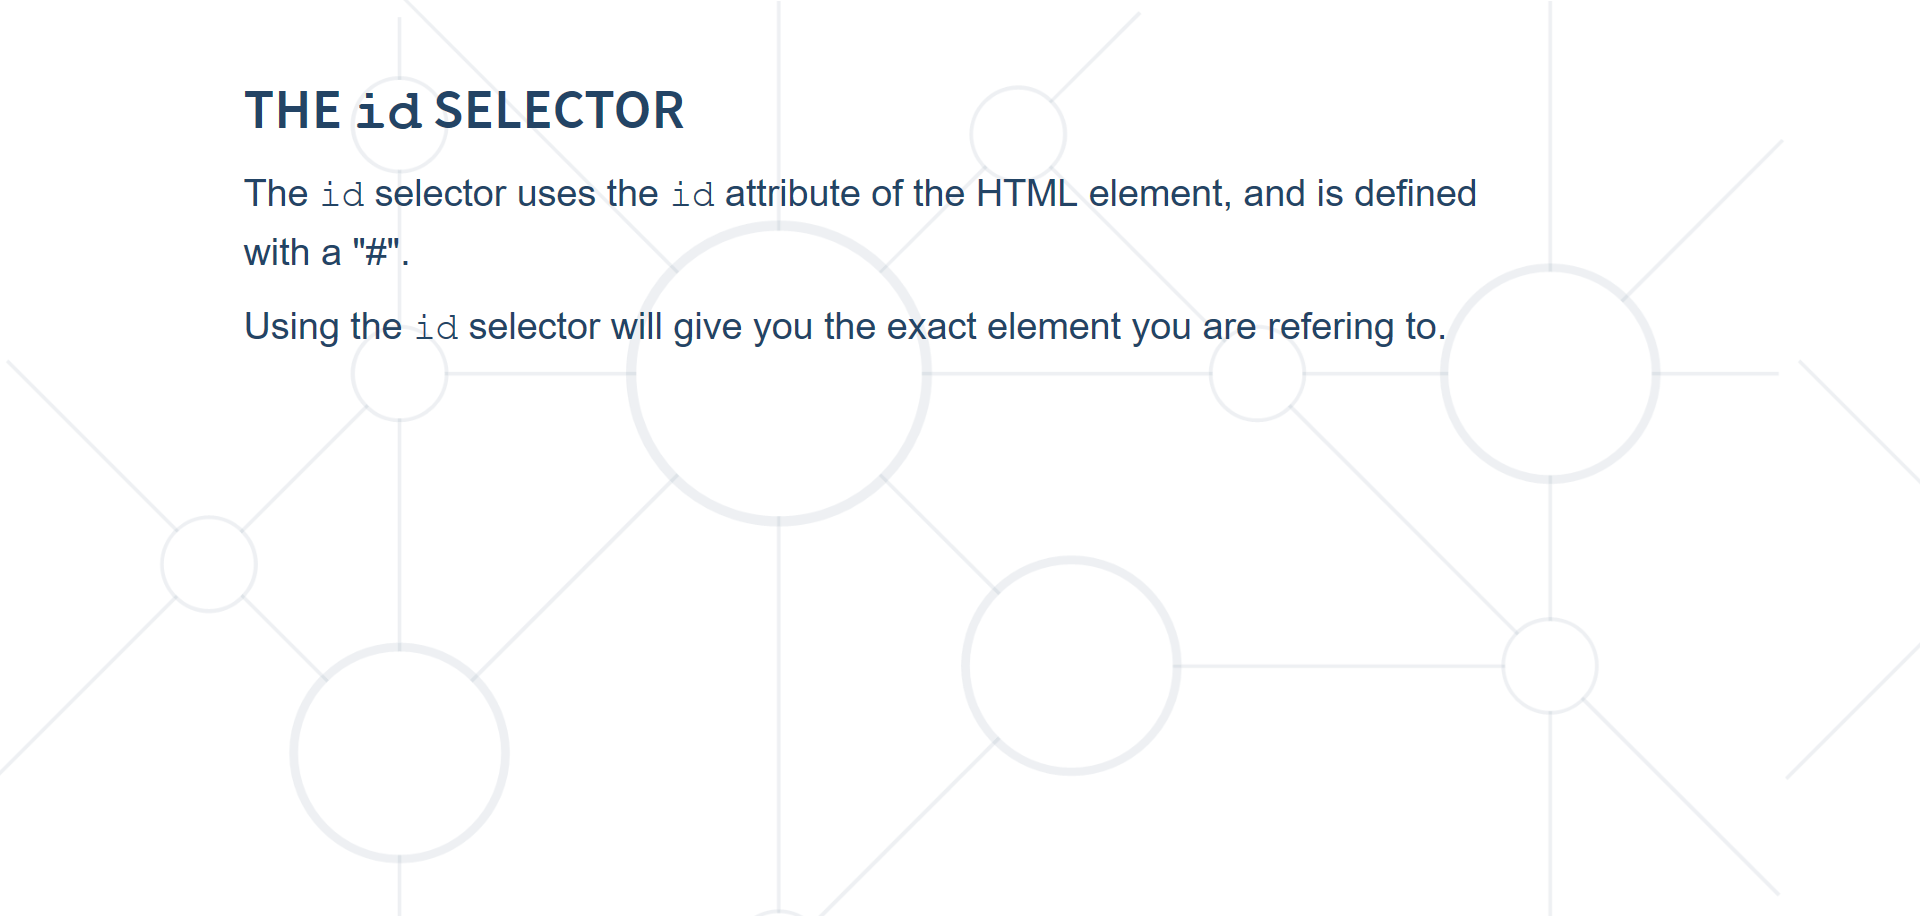 THE id SELECTOR
The id selector uses the id attribute of the HTML element, and is defined
with a "#".
Using the id selector will give you the exact element you are refering to.